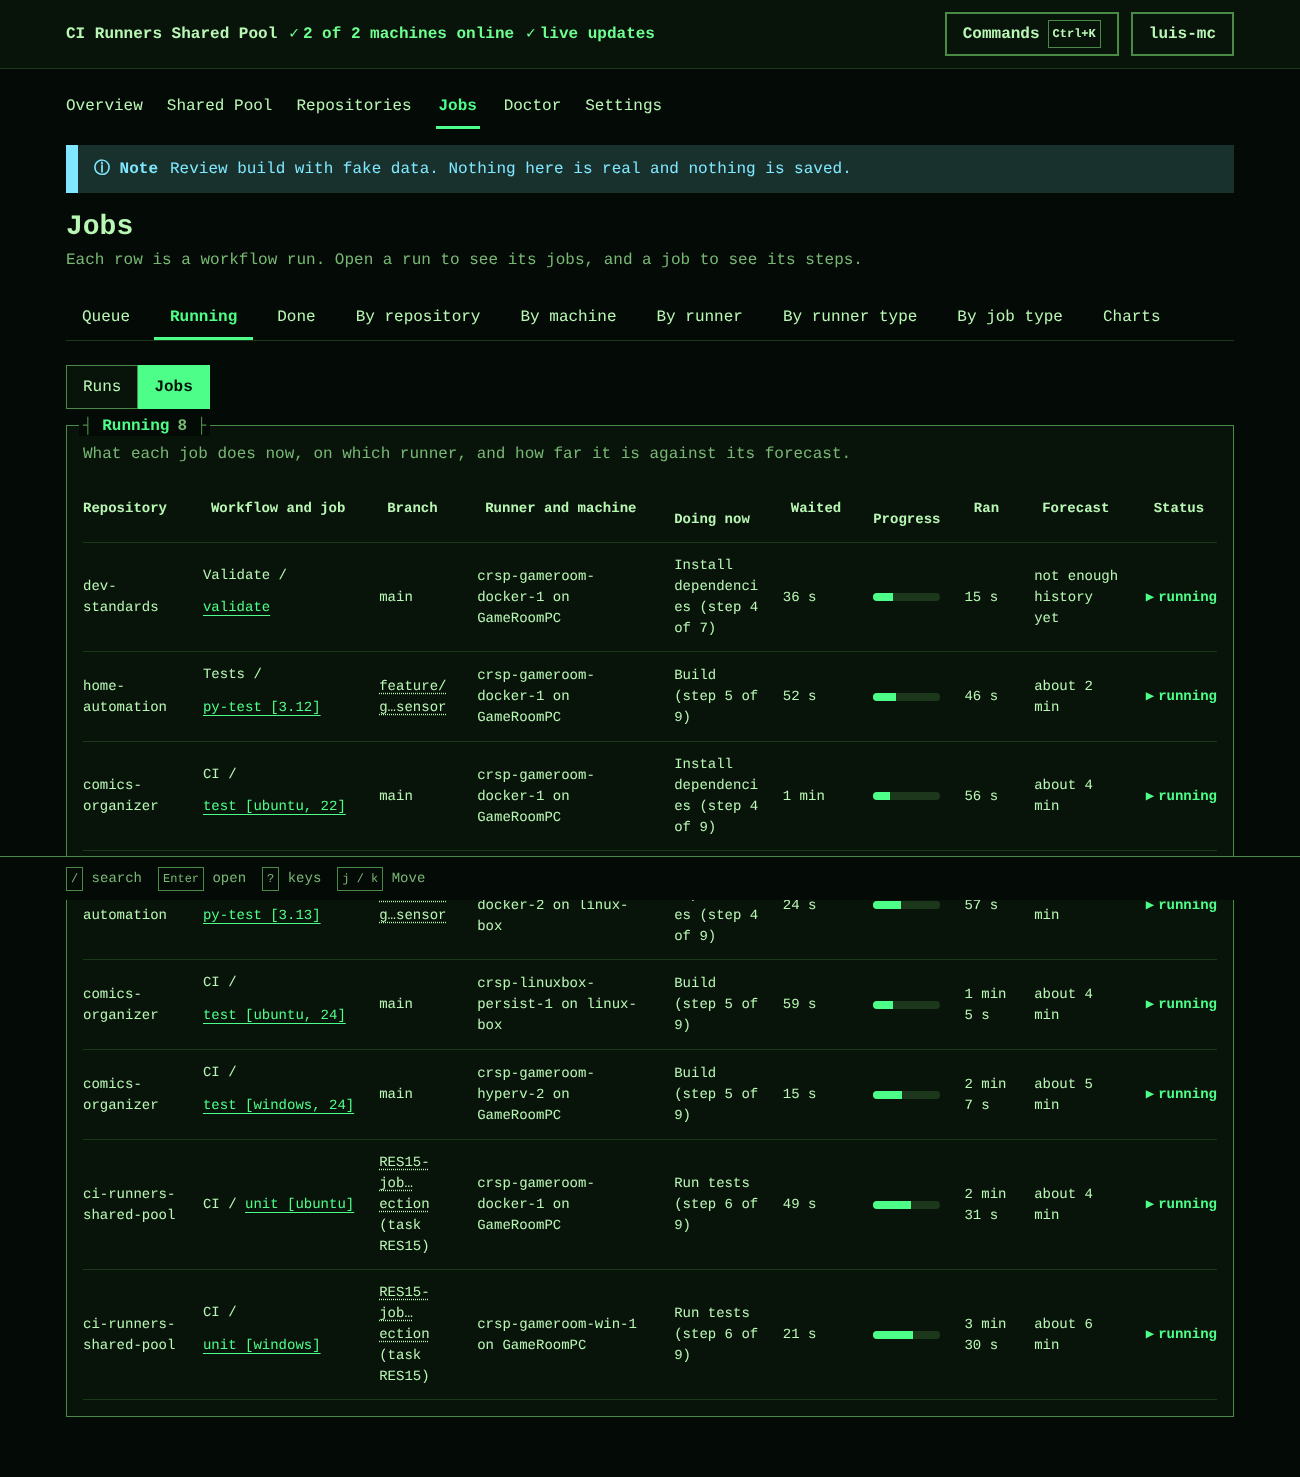 CI Runners Shared Pool ✓ 2 of 2 machines online ✓ live updates Commands Ctrl+K luis-mc
Overview Shared Pool Repositories Jobs Doctor Settings
ⓘ Note Review build with fake data. Nothing here is real and nothing is saved.
Jobs
Each row is a workflow run. Open a run to see its jobs, and a job to see its steps.
Queue Running Done By repository By machine By runner By runner type By job type Charts
Runs Jobs
Running 8
What each job does now, on which runner, and how far it is against its forecast.
Repository Workflow and job Branch Runner and machine Doing now Waited Progress Ran Forecast Status
dev-
standards
Validate /
validate
main
crsp-gameroom-
docker-1 on
GameRoomPC
Install
dependenci
es (step 4
of 7)
36 s
15 s
not enough
history
yet
▶ running
home-
automation
Tests /
py-test [3.12]
feature/
g…sensor
crsp-gameroom-
docker-1 on
GameRoomPC
Build
(step 5 of
9)
52 s
46 s
about 2
min
▶ running
comics-
organizer
CI /
test [ubuntu, 22]
main
crsp-gameroom-
docker-1 on
GameRoomPC
Install
dependenci
es (step 4
of 9)
1 min
56 s
about 4
min
▶ running
/ search Enter open ? keys j / k Move
automation
py-test [3.13]
g…sensor
docker-2 on linux-
box
es (step 4
of 9)
24 s
57 s
min
▶ running
comics-
organizer
CI /
test [ubuntu, 24]
main
crsp-linuxbox-
persist-1 on linux-
box
Build
(step 5 of
9)
59 s
1 min
5 s
about 4
min
▶ running
comics-
organizer
CI /
test [windows, 24]
main
crsp-gameroom-
hyperv-2 on
GameRoomPC
Build
(step 5 of
9)
15 s
2 min
7 s
about 5
min
▶ running
ci-runners-
shared-pool
CI / unit [ubuntu]
RES15-
job…
ection
(task
RES15)
crsp-gameroom-
docker-1 on
GameRoomPC
Run tests
(step 6 of
9)
49 s
2 min
31 s
about 4
min
▶ running
ci-runners-
shared-pool
CI /
unit [windows]
RES15-
job…
ection
(task
RES15)
crsp-gameroom-win-1
on GameRoomPC
Run tests
(step 6 of
9)
21 s
3 min
30 s
about 6
min
▶ running